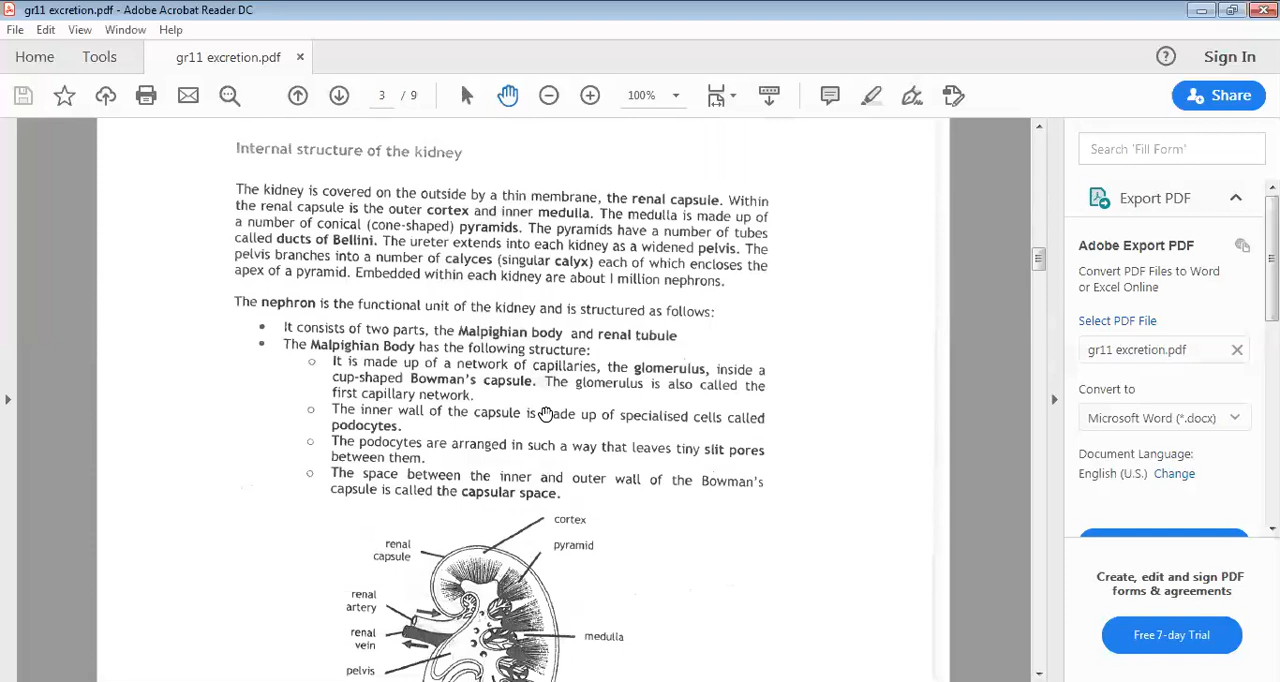 gr11 excretion.pdf - Adobe Acrobat Reader DC
File Edit View Window Help
Home Tools gr11 excretion.pdf × ? Sign In
3 / 9 100% Share
Internal structure of the kidney
The kidney is covered on the outside by a thin membrane, the renal capsule. Within
the renal capsule is the outer cortex and inner medulla. The medulla is made up of
a number of conical (cone-shaped) pyramids. The pyramids have a number of tubes
called ducts of Bellini. The ureter extends into each kidney as a widened pelvis. The
pelvis branches into a number of calyces (singular calyx) each of which encloses the
apex of a pyramid. Embedded within each kidney are about 1 million nephrons.
The nephron is the functional unit of the kidney and is structured as follows:
• It consists of two parts, the Malpighian body and renal tubule
• The Malpighian Body has the following structure:
o It is made up of a network of capillaries, the glomerulus, inside a
cup-shaped Bowman's capsule. The glomerulus is also called the
first capillary network.
o The inner wall of the capsule is made up of specialised cells called
podocytes.
o The podocytes are arranged in such a way that leaves tiny slit pores
between them.
o The space between the inner and outer wall of the Bowman's
capsule is called the capsular space.
cortex
renal
capsule
pyramid
renal
artery
renal
vein
medulla
pelvis
Search 'Fill Form'
Export PDF
Adobe Export PDF
Convert PDF Files to Word
or Excel Online
Select PDF File
gr11 excretion.pdf
Convert to
Microsoft Word (*.docx)
Document Language:
English (U.S.) Change
Create, edit and sign PDF
forms & agreements
Free 7-day Trial